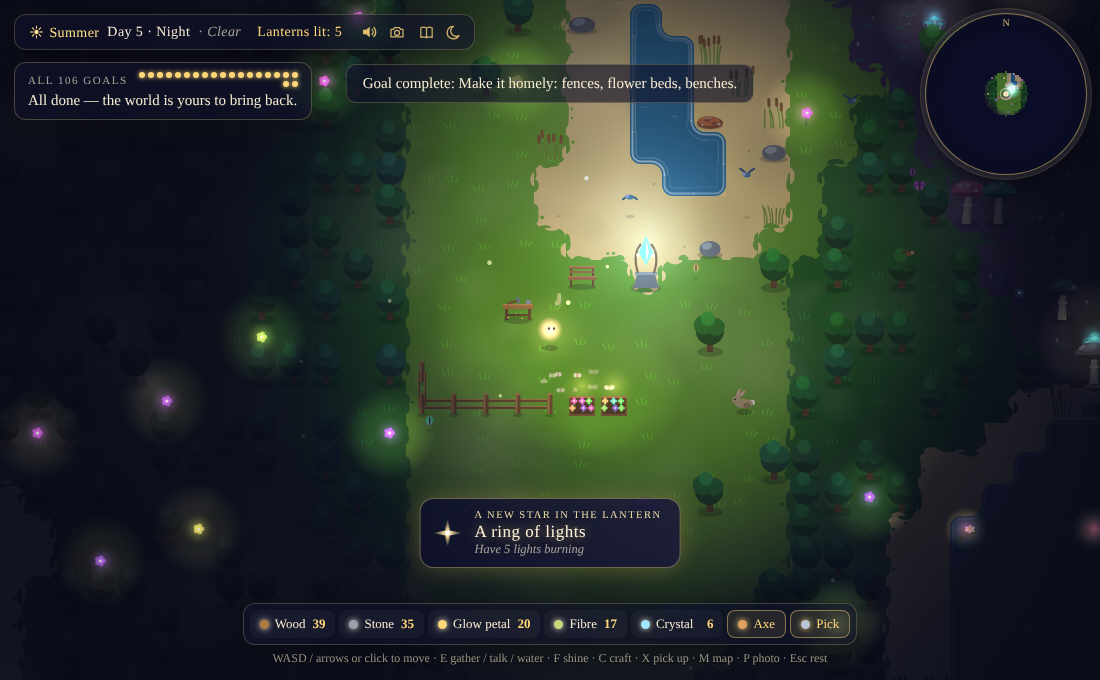 Summer Day 5 · Night · Clear Lanterns lit: 5
ALL 106 GOALS
All done — the world is yours to bring back.
Goal complete: Make it homely: fences, flower beds, benches.
N
A NEW STAR IN THE LANTERN
A ring of lights
Have 5 lights burning
Wood 39 Stone 35 Glow petal 20 Fibre 17 Crystal 6 Axe Pick
WASD / arrows or click to move · E gather / talk / water · F shine · C craft · X pick up · M map · P photo · Esc rest